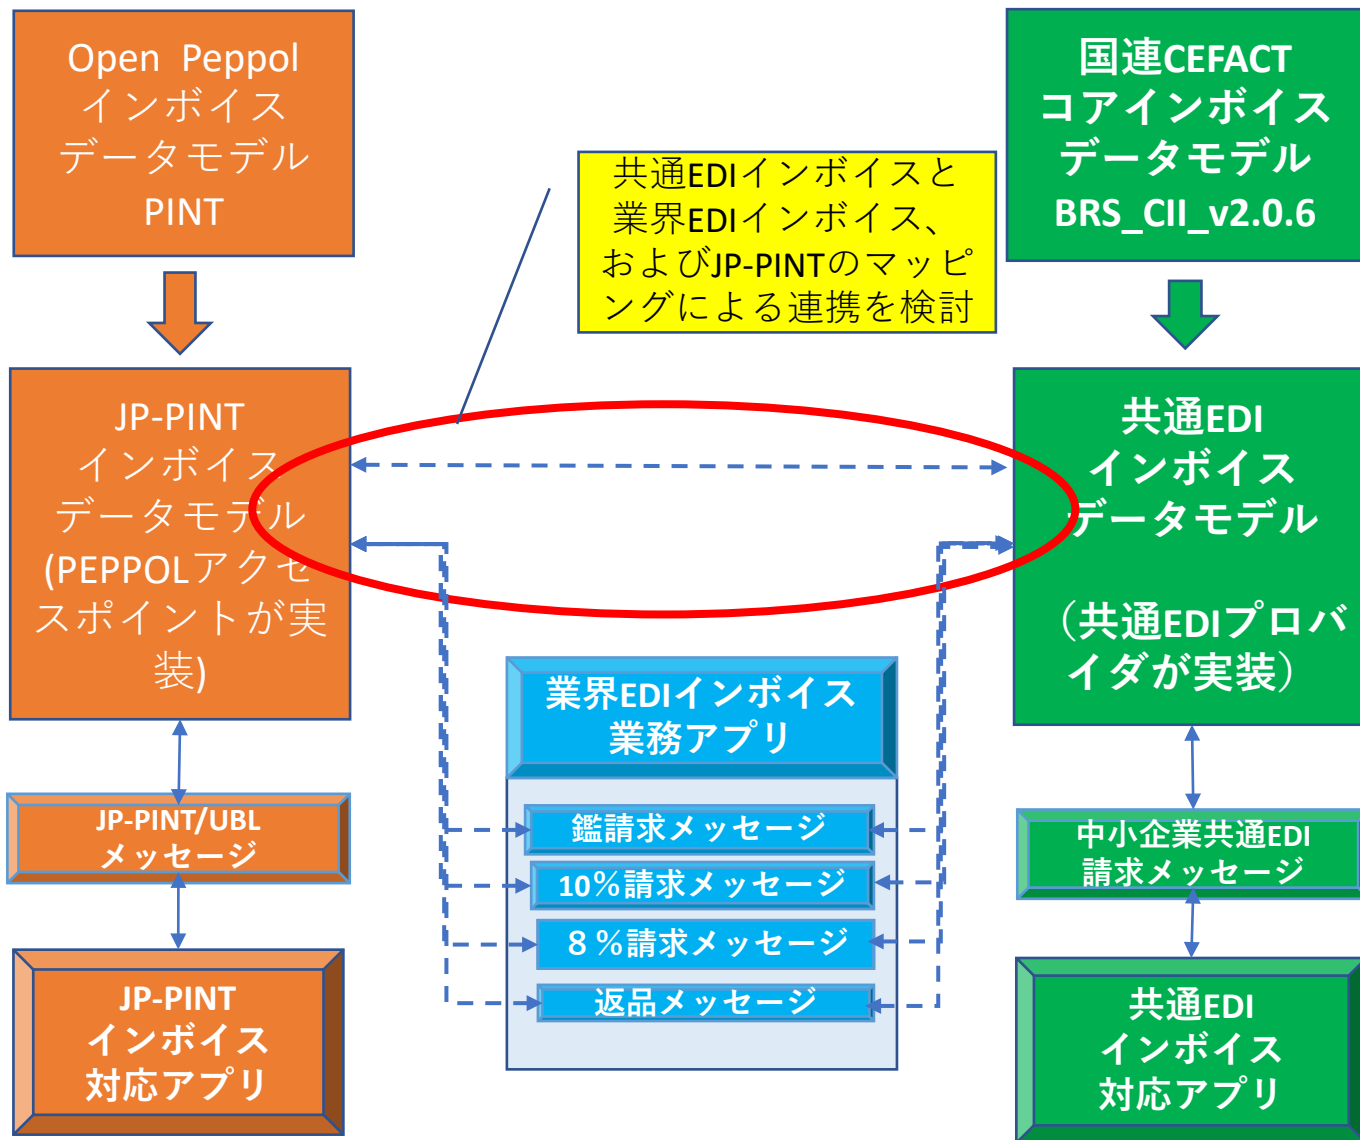 Open Peppol
インボイス
データモデル
PINT
国連CEFACT
コアインボイス
データモデル
BRS_CII_v2.0.6
共通EDIインボイスと
業界EDIインボイス、
およびJP-PINTのマッピ
ングによる連携を検討
JP-PINT
インボイス
データモデル
(PEPPOLアクセ
スポイントが実
装)
共通EDI
インボイス
データモデル
（共通EDIプロバ
イダが実装）
業界EDIインボイス
業務アプリ
鑑請求メッセージ
10％請求メッセージ
８％請求メッセージ
返品メッセージ
JP-PINT/UBL
メッセージ
中小企業共通EDI
請求メッセージ
JP-PINT
インボイス
対応アプリ
共通EDI
インボイス
対応アプリ